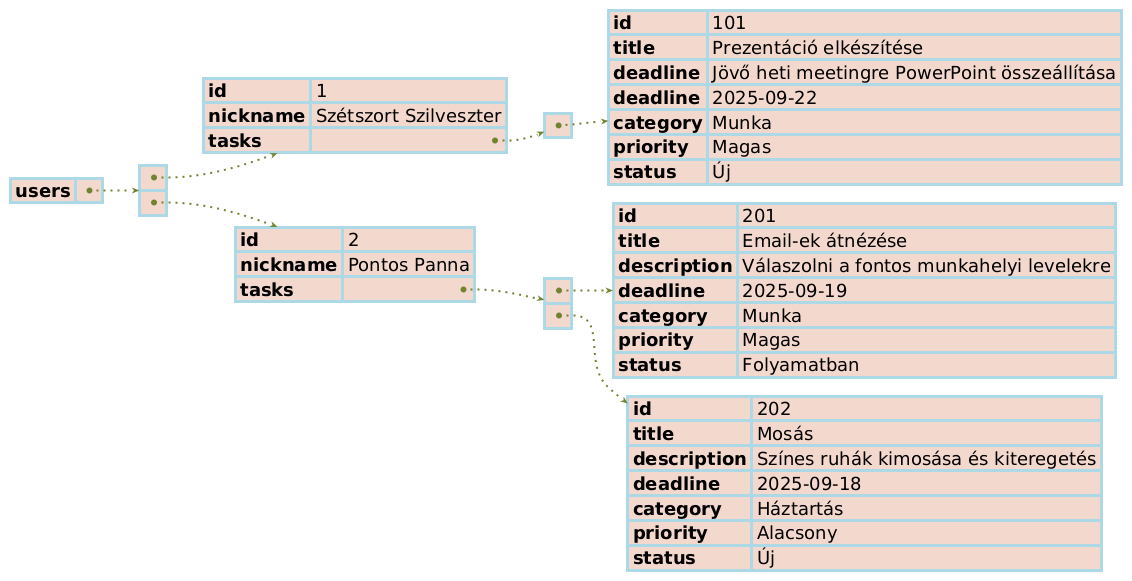 users
id 1
nickname Szétszort Szilveszter
tasks
id 101
title Prezentáció elkészítése
deadline Jövő heti meetingre PowerPoint összeállítása
deadline 2025-09-22
category Munka
priority Magas
status Új
id 2
nickname Pontos Panna
tasks
id 201
title Email-ek átnézése
description Válaszolni a fontos munkahelyi levelekre
deadline 2025-09-19
category Munka
priority Magas
status Folyamatban
id 202
title Mosás
description Színes ruhák kimosása és kiteregetés
deadline 2025-09-18
category Háztartás
priority Alacsony
status Új